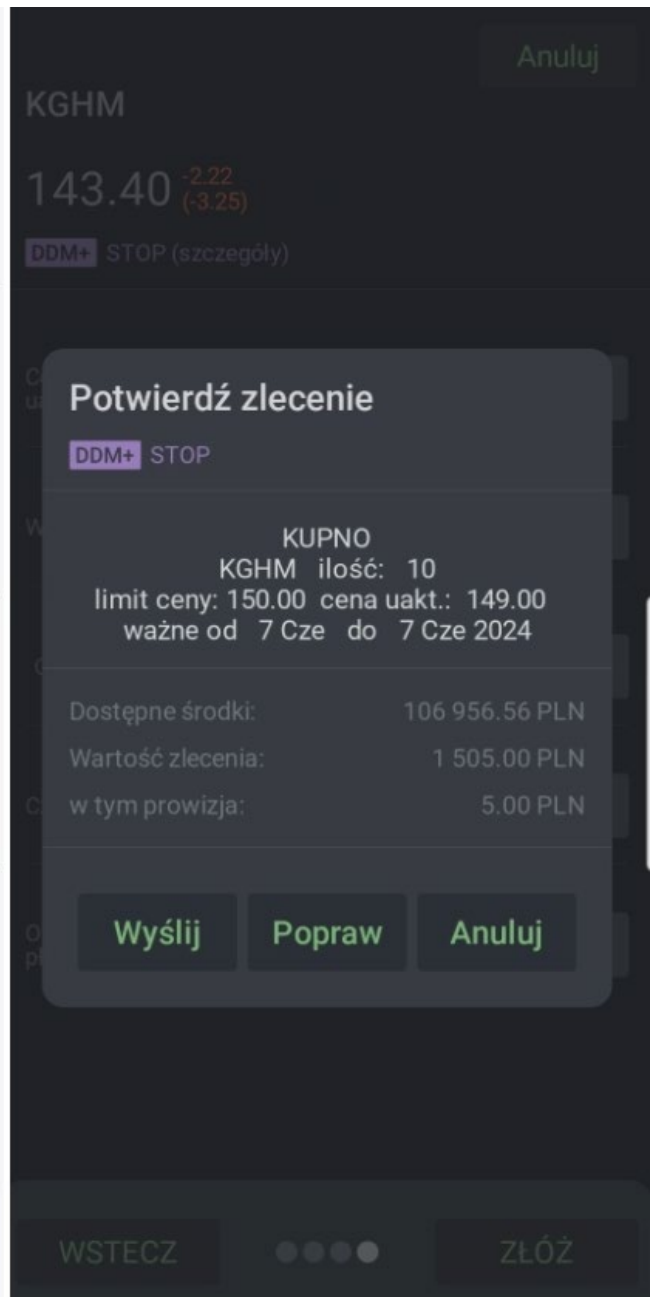 Anuluj
KGHM
143.40 -2.22
(-3.25)
DDM+ STOP (szczegóły)
Potwierdź zlecenie
DDM+ STOP
KUPNO
KGHM ilość: 10
limit ceny: 150.00 cena uakt.: 149.00
ważne od 7 Cze do 7 Cze 2024
Dostępne środki: 106 956.56 PLN
Wartość zlecenia: 1 505.00 PLN
w tym prowizja: 5.00 PLN
Wyślij Popraw Anuluj
WSTECZ ZŁÓŻ